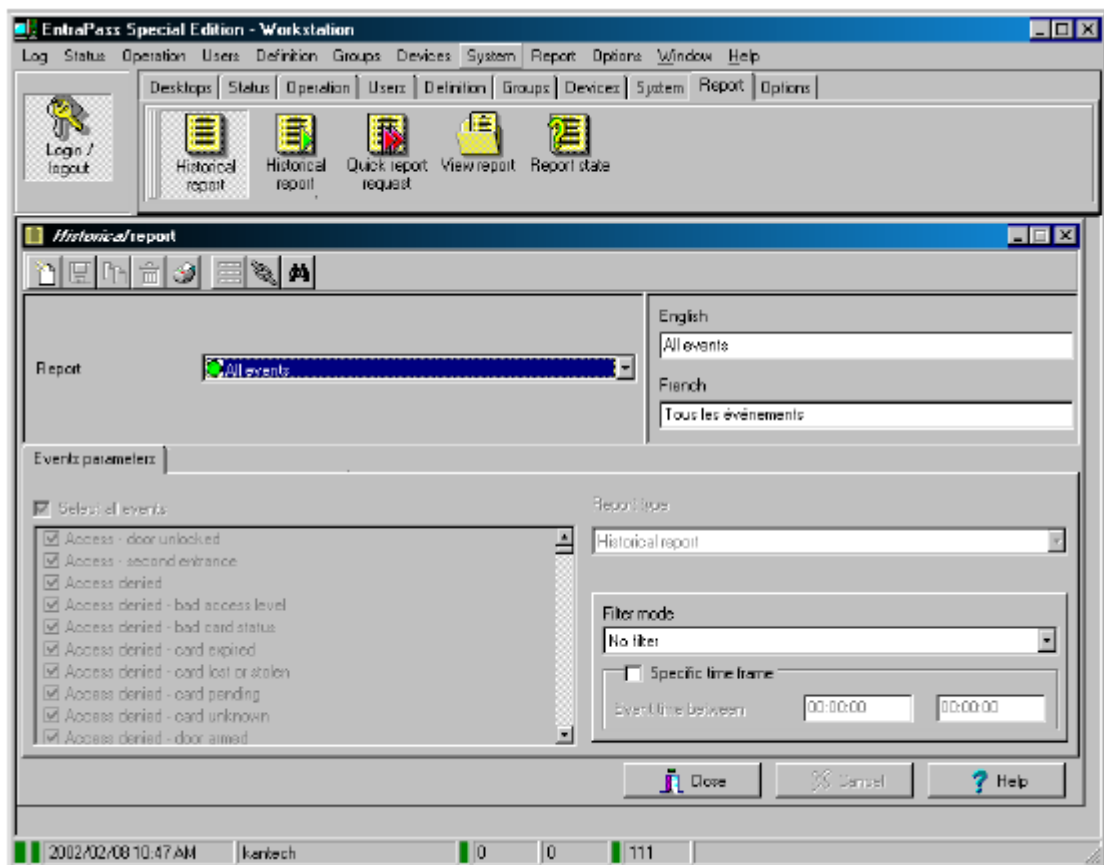 EntraPass Special Edition - Workstation
Log Status Operation Users Definition Groups Devices System Report Options Window Help
Desktops Status Operation Users Definition Groups Devices System Report Options
Login / logout
Historical report
Historical report
Quick report request
View report
Report state
Historical report
Report
All events
English
All events
French
Tous les événements
Events parameters
Select all events
Access - door unlocked
Access - second entrance
Access denied
Access denied - bad access level
Access denied - bad card status
Access denied - card expired
Access denied - card lost or stolen
Access denied - card pending
Access denied - card unknown
Access denied - door armed
Report type
Historical report
Filter mode
No filter
Specific time frame
Event time between 00:00:00 00:00:00
Close Cancel Help
2002/02/08 10:47 AM kantech 0 0 111